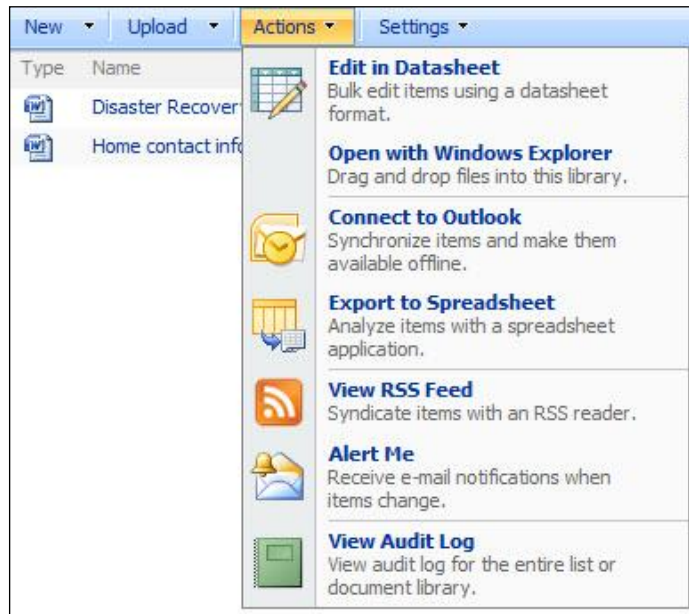 New Upload Actions Settings
Type Name
Disaster Recover
Home contact info
Edit in Datasheet
Bulk edit items using a datasheet
format.
Open with Windows Explorer
Drag and drop files into this library.
Connect to Outlook
Synchronize items and make them
available offline.
Export to Spreadsheet
Analyze items with a spreadsheet
application.
View RSS Feed
Syndicate items with an RSS reader.
Alert Me
Receive e-mail notifications when
items change.
View Audit Log
View audit log for the entire list or
document library.